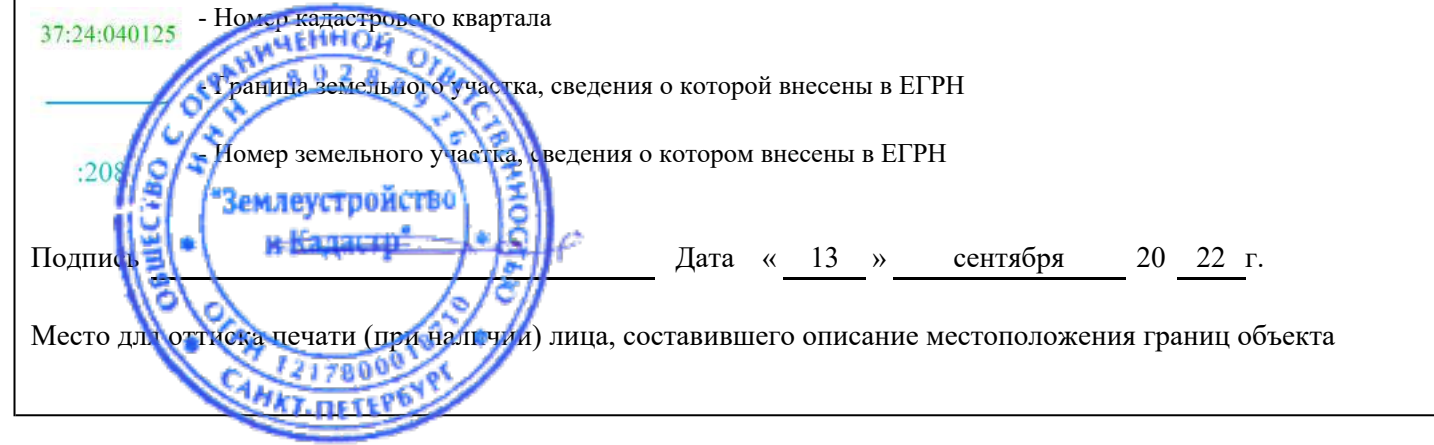 37:24:040125 - Номер кадастрового квартала
- Граница земельного участка, сведения о которой внесены в ЕГРН
:208 - Номер земельного участка, сведения о котором внесены в ЕГРН
ОБЩЕСТВО С ОГРАНИЧЕННОЙ ОТВЕТСТВЕННОСТЬЮ
ИНН
"Землеустройство
и Кадастр"
ОГРН
САНКТ-ПЕТЕРБУРГ
Подпись Дата « 13 » сентября 20 22 г.
Место для оттиска печати (при наличии) лица, составившего описание местоположения границ объекта